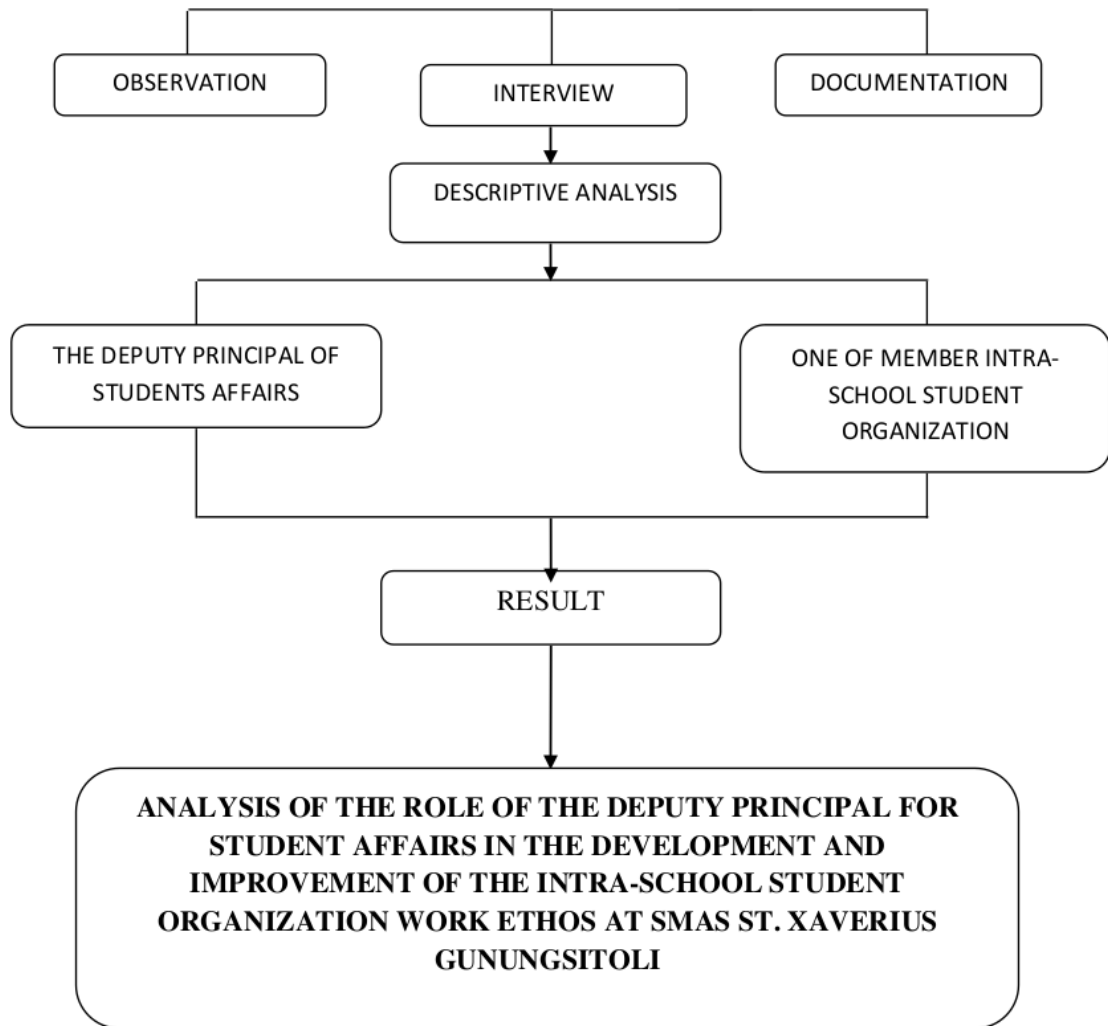 OBSERVATION
INTERVIEW
DOCUMENTATION
DESCRIPTIVE ANALYSIS
THE DEPUTY PRINCIPAL OF
STUDENTS AFFAIRS
ONE OF MEMBER INTRA-
SCHOOL STUDENT
ORGANIZATION
RESULT
ANALYSIS OF THE ROLE OF THE DEPUTY PRINCIPAL FOR
STUDENT AFFAIRS IN THE DEVELOPMENT AND
IMPROVEMENT OF THE INTRA-SCHOOL STUDENT
ORGANIZATION WORK ETHOS AT SMAS ST. XAVERIUS
GUNUNGSITOLI